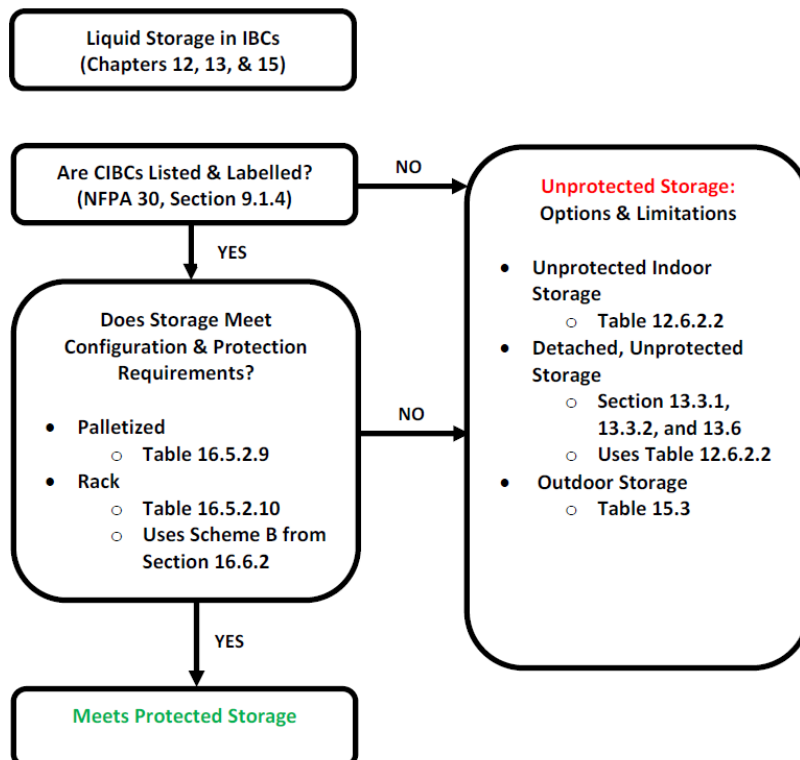 Liquid Storage in IBCs
(Chapters 12, 13, & 15)
Are CIBCs Listed & Labelled?
(NFPA 30, Section 9.1.4)
NO
YES
Unprotected Storage:
Options & Limitations
• Unprotected Indoor
Storage
○ Table 12.6.2.2
• Detached, Unprotected
Storage
○ Section 13.3.1,
13.3.2, and 13.6
○ Uses Table 12.6.2.2
• Outdoor Storage
○ Table 15.3
Does Storage Meet
Configuration & Protection
Requirements?
• Palletized
○ Table 16.5.2.9
• Rack
○ Table 16.5.2.10
○ Uses Scheme B from
Section 16.6.2
NO
YES
Meets Protected Storage